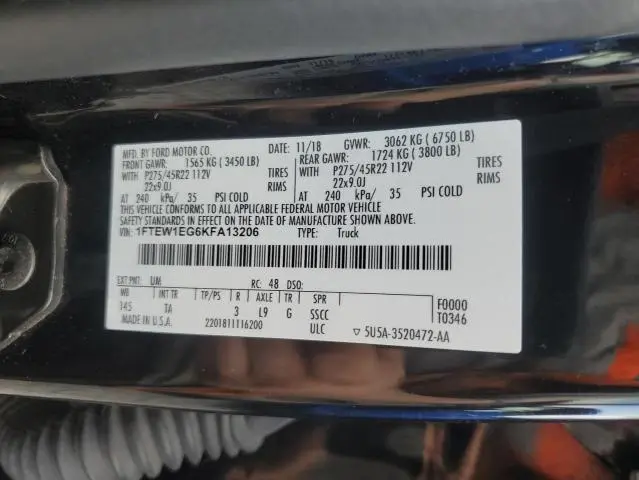 MFD. BY FORD MOTOR CO. DATE: 11/18 GVWR: 3062 KG ( 6750 LB)
FRONT GAWR: 1565 KG ( 3450 LB) REAR GAWR: 1724 KG ( 3800 LB)
WITH P275/45R22 112V TIRES WITH P275/45R22 112V TIRES
22x9.0J RIMS 22x9.0J RIMS
AT 240 kPa/ 35 PSI COLD AT 240 kPa/ 35 PSI COLD
THIS VEHICLE CONFORMS TO ALL APPLICABLE FEDERAL MOTOR VEHICLE
SAFETY STANDARDS IN EFFECT ON THE DATE OF MANUFACTURE SHOWN ABOVE.
VIN: 1FTEW1EG6KFA13206 TYPE: Truck
EXT PNT: UM RC: 48 DSO:
WB INT TR TP/PS R AXLE TR SPR F0000
145 TA 3 L9 G SSCC T0346
MADE IN U.S.A. 2201811116200 ULC ▽ 5U5A-3520472-AA